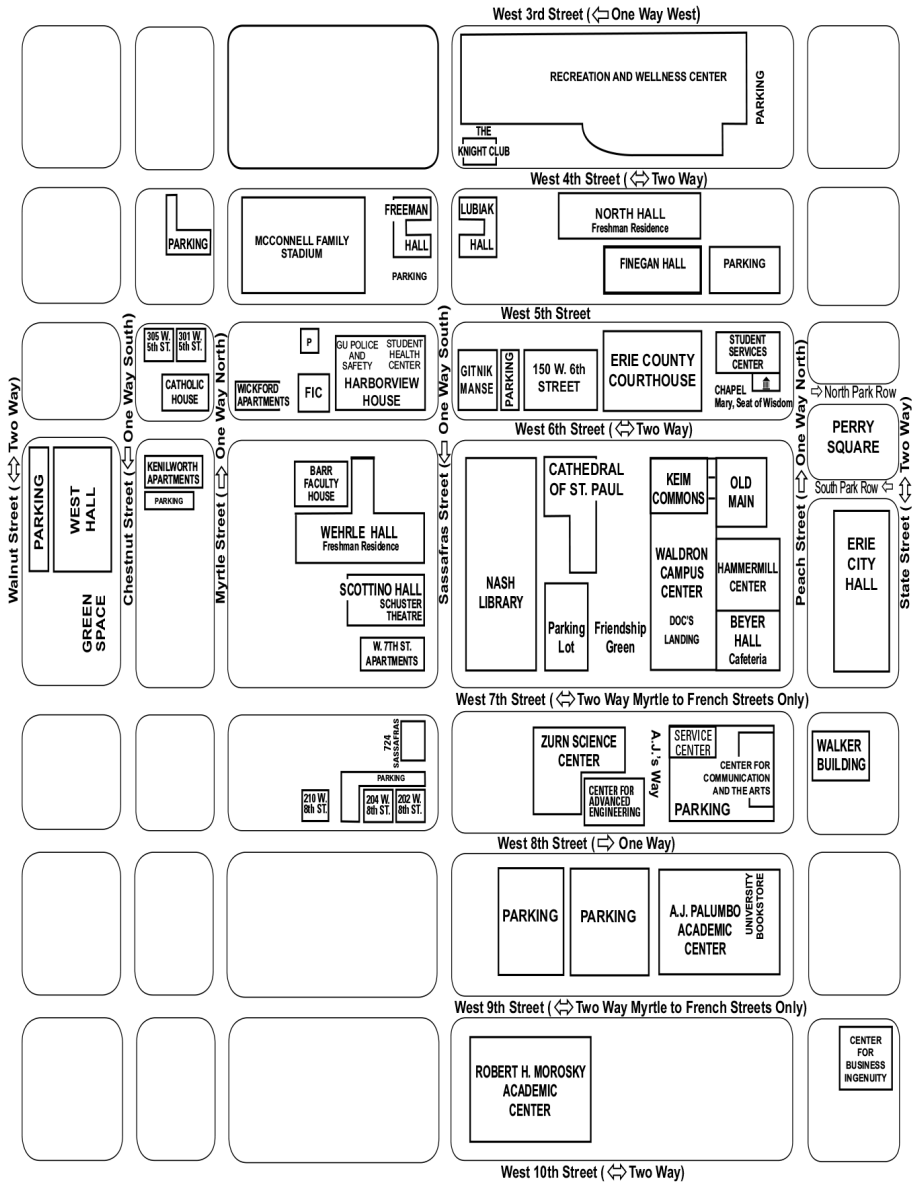 West 3rd Street (⇦ One Way West)
RECREATION AND WELLNESS CENTER
PARKING
THE
KNIGHT CLUB
West 4th Street (⬄ Two Way)
PARKING
MCCONNELL FAMILY
STADIUM
FREEMAN
HALL
PARKING
LUBIAK
HALL
NORTH HALL
Freshman Residence
FINEGAN HALL
PARKING
West 5th Street
305 W.
5th ST.
301 W.
5th ST.
CATHOLIC
HOUSE
P
WICKFORD
APARTMENTS
FIC
GU POLICE
AND
SAFETY
STUDENT
HEALTH
CENTER
HARBORVIEW
HOUSE
GITNIK
MANSE
PARKING
150 W. 6th
STREET
ERIE COUNTY
COURTHOUSE
STUDENT
SERVICES
CENTER
CHAPEL
Mary, Seat of Wisdom
⇨ North Park Row
PERRY
SQUARE
South Park Row ⇦
West 6th Street (⬄ Two Way)
Walnut Street (⬄ Two Way)
Chestnut Street (⇦ One Way South)
Myrtle Street (⇨ One Way North)
Sassafras Street (⇦ One Way South)
Peach Street (⇨ One Way North)
State Street (⬄ Two Way)
PARKING
WEST
HALL
GREEN
SPACE
KENILWORTH
APARTMENTS
PARKING
BARR
FACULTY
HOUSE
WEHRLE HALL
Freshman Residence
SCOTTINO HALL
SCHUSTER
THEATRE
W. 7TH ST.
APARTMENTS
NASH
LIBRARY
CATHEDRAL
OF ST. PAUL
Parking
Lot
Friendship
Green
KEIM
COMMONS
OLD
MAIN
WALDRON
CAMPUS
CENTER
DOC'S
LANDING
HAMMERMILL
CENTER
BEYER
HALL
Cafeteria
ERIE
CITY
HALL
West 7th Street (⬄ Two Way Myrtle to French Streets Only)
724
SASSAFRAS
PARKING
210 W.
8th ST.
204 W.
8th ST.
202 W.
8th ST.
ZURN SCIENCE
CENTER
CENTER FOR
ADVANCED
ENGINEERING
A.J.'s Way
SERVICE
CENTER
CENTER FOR
COMMUNICATION
AND THE ARTS
PARKING
WALKER
BUILDING
West 8th Street (⇨ One Way)
PARKING
PARKING
A.J. PALUMBO
ACADEMIC
CENTER
UNIVERSITY
BOOKSTORE
West 9th Street (⬄ Two Way Myrtle to French Streets Only)
ROBERT H. MOROSKY
ACADEMIC
CENTER
CENTER
FOR
BUSINESS
INGENUITY
West 10th Street (⬄ Two Way)